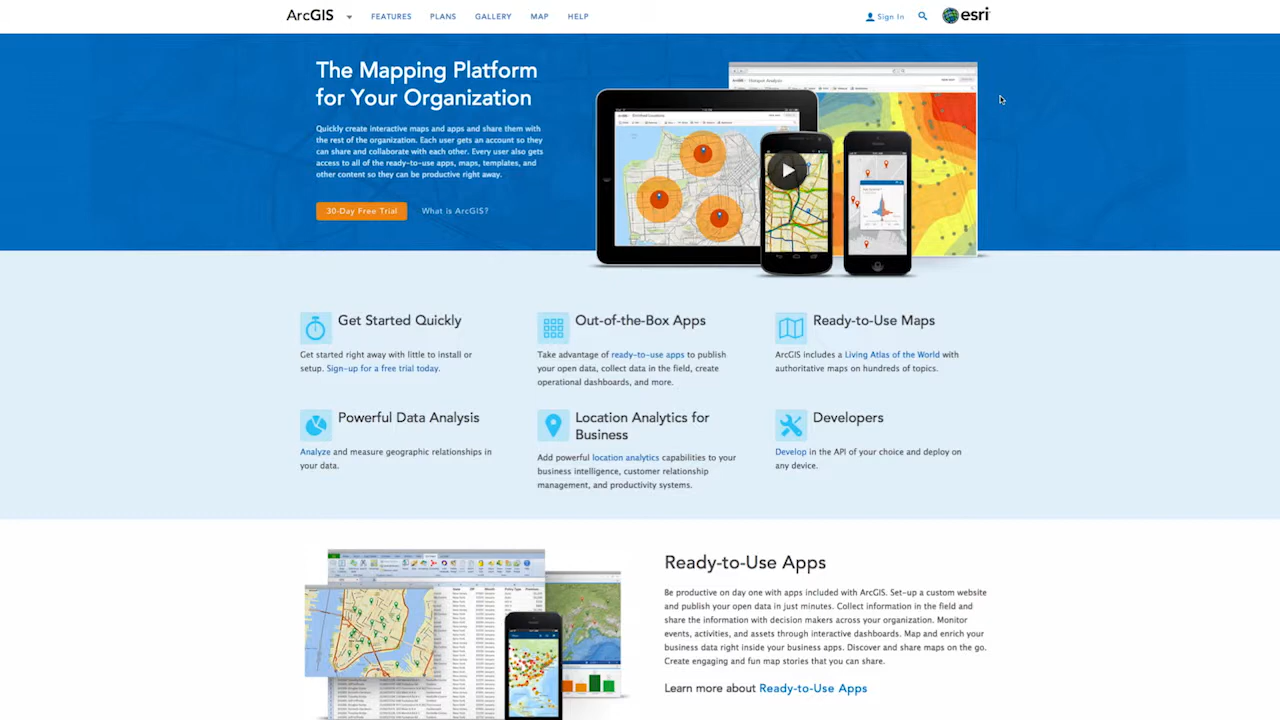 ArcGIS FEATURES PLANS GALLERY MAP HELP Sign In esri
The Mapping Platform
for Your Organization
Quickly create interactive maps and apps and share them with
the rest of the organization. Each user gets an account so they
can share and collaborate with each other. Every user also gets
access to all of the ready-to-use apps, maps, templates, and
other content so they can be productive right away.
30-Day Free Trial What is ArcGIS?
Get Started Quickly
Get started right away with little to install or
setup. Sign-up for a free trial today.
Out-of-the-Box Apps
Take advantage of ready-to-use apps to publish
your open data, collect data in the field, create
operational dashboards, and more.
Ready-to-Use Maps
ArcGIS includes a Living Atlas of the World with
authoritative maps on hundreds of topics.
Powerful Data Analysis
Analyze and measure geographic relationships in
your data.
Location Analytics for
Business
Add powerful location analytics capabilities to your
business intelligence, customer relationship
management, and productivity systems.
Developers
Develop in the API of your choice and deploy on
any device.
Ready-to-Use Apps
Be productive on day one with apps included with ArcGIS. Set-up a custom website
and publish your open data in just minutes. Collect information in the field and
share the information with decision makers across your organization. Monitor
events, activities, and assets through interactive dashboards. Map and enrich your
business data right inside your business apps. Discover and share maps on the go.
Create engaging and fun map stories that you can share.
Learn more about Ready-to-Use Apps